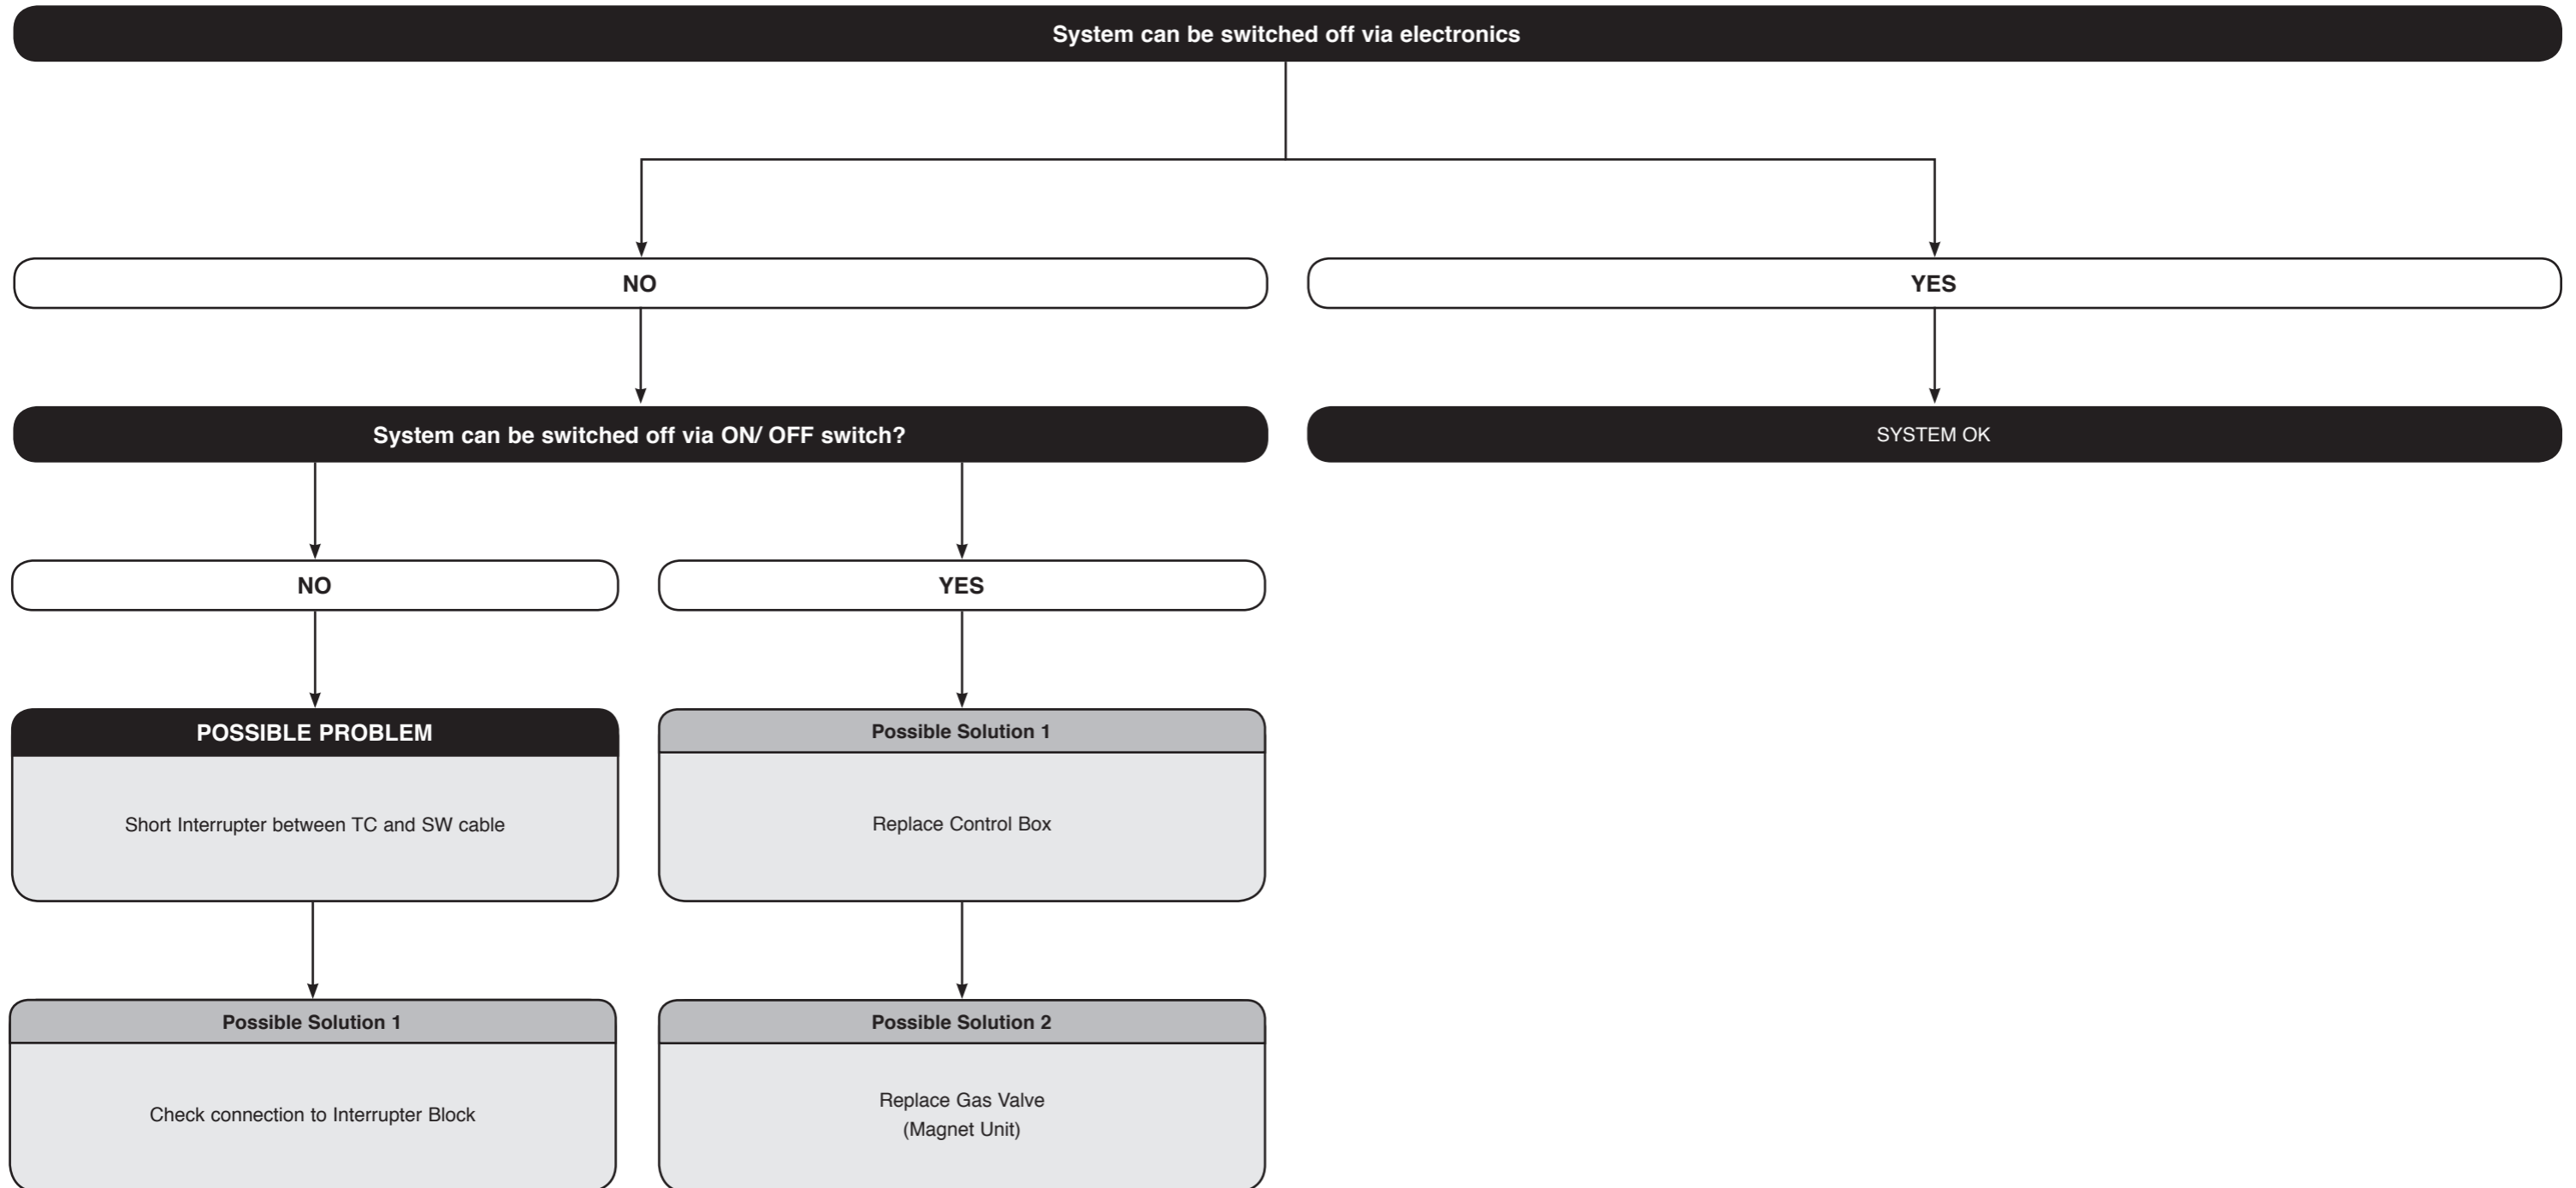 System can be switched off via electronics
NO
YES
System can be switched off via ON/ OFF switch?
SYSTEM OK
NO
YES
POSSIBLE PROBLEM
Short Interrupter between TC and SW cable
Possible Solution 1
Replace Control Box
Possible Solution 1
Check connection to Interrupter Block
Possible Solution 2
Replace Gas Valve
(Magnet Unit)